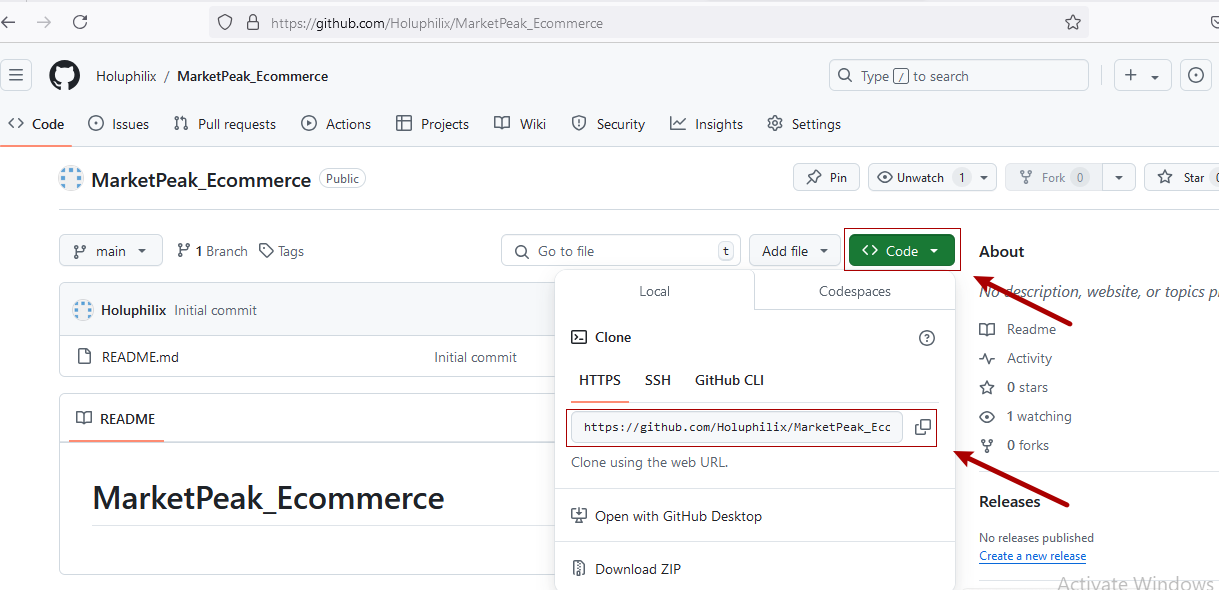 https://github.com/Holuphilix/MarketPeak_Ecommerce
Holuphilix / MarketPeak_Ecommerce
Type / to search
Code Issues Pull requests Actions Projects Wiki Security Insights Settings
MarketPeak_Ecommerce Public
Pin Unwatch 1 Fork 0 Star 0
main 1 Branch Tags
Go to file t
Add file
Code
About
Local Codespaces
No description, website, or topics p
Holuphilix Initial commit
README.md Initial commit
Clone
HTTPS SSH GitHub CLI
https://github.com/Holuphilix/MarketPeak_Ecc
Clone using the web URL.
Open with GitHub Desktop
Download ZIP
README
MarketPeak_Ecommerce
Readme
Activity
0 stars
1 watching
0 forks
Releases
No releases published
Create a new release
Activate Windows